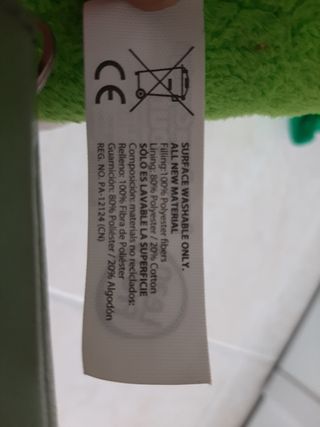 CE
SURFACE WASHABLE ONLY.
ALL NEW MATERIAL
Filling:100% Polyester fibers
Lining: 80% Polyester / 20% Cotton
SÓLO ES LAVABLE LA SUPERFICIE
Composición: materials no reciclados:
Relleno: 100% Fibra de Poliéster
Guarnición: 80% Poliéster / 20% Algodón
REG. NO. PA-12124 (CN)